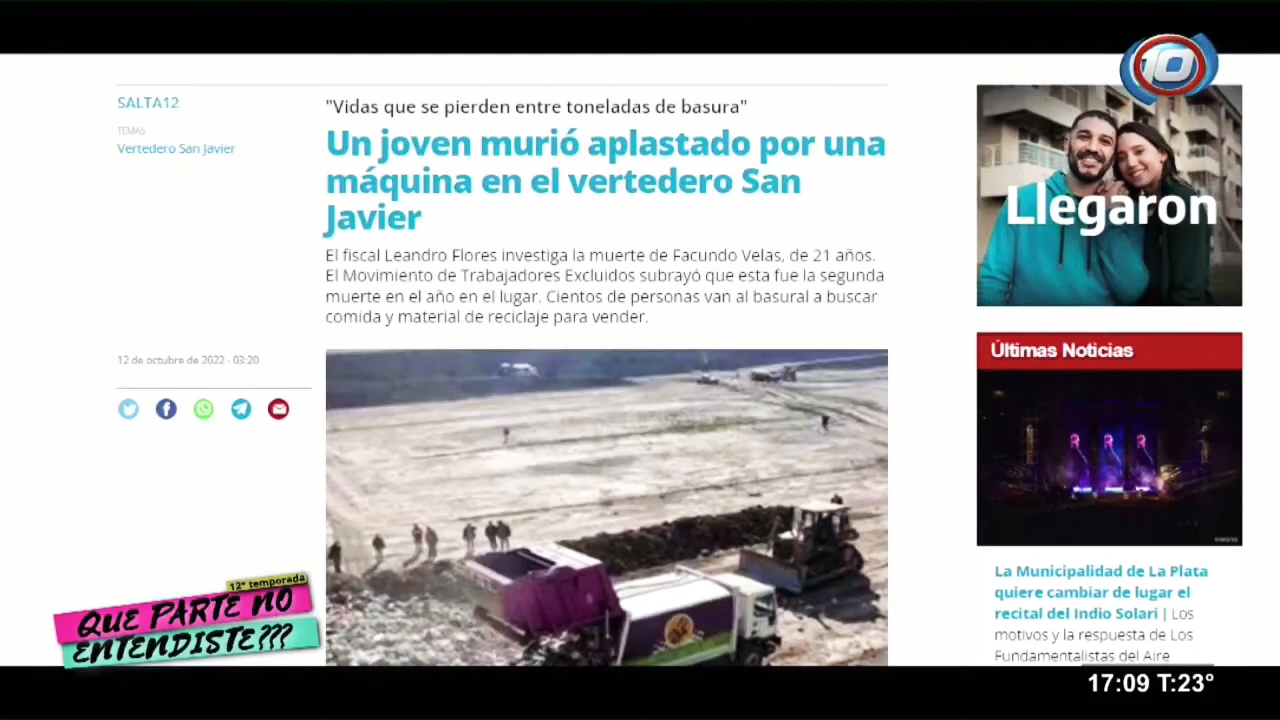 10
SALTA12
TEMAS
Vertedero San Javier
"Vidas que se pierden entre toneladas de basura"
Un joven murió aplastado por una
máquina en el vertedero San
Javier
El fiscal Leandro Flores investiga la muerte de Facundo Velas, de 21 años.
El Movimiento de Trabajadores Excluidos subrayó que esta fue la segunda
muerte en el año en el lugar. Cientos de personas van al basural a buscar
comida y material de reciclaje para vender.
12 de octubre de 2022 - 03:20
Llegaron
Últimas Noticias
La Municipalidad de La Plata
quiere cambiar de lugar el
recital del Indio Solari | Los
motivos y la respuesta de Los
Fundamentalistas del Aire
12° temporada
QUE PARTE NO
ENTENDISTE???
17:09 T:23°